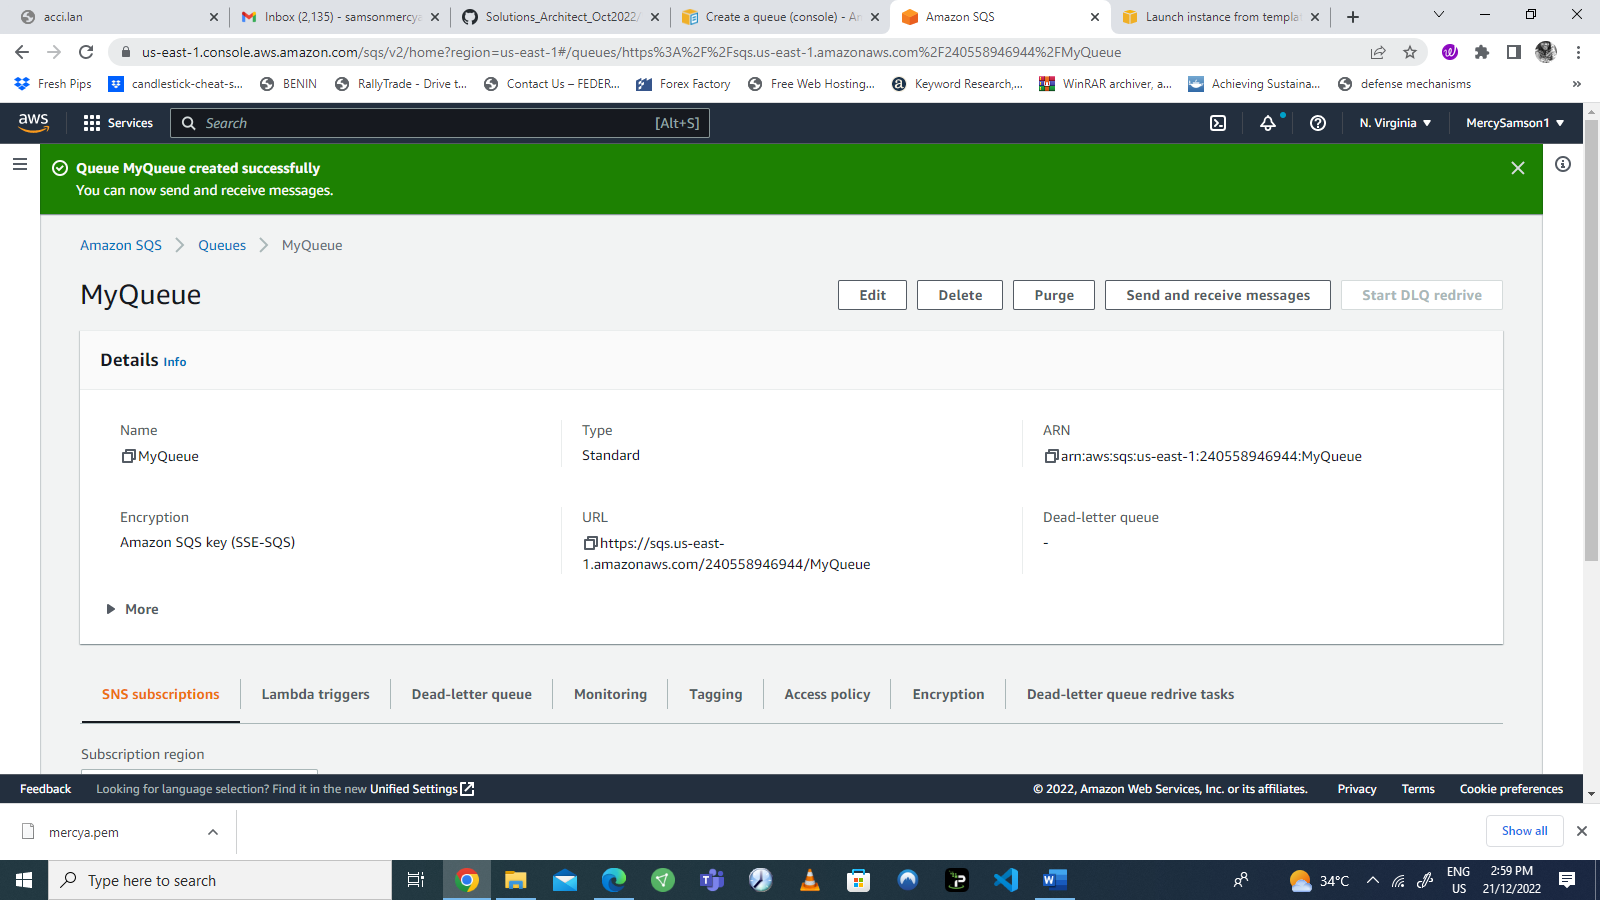 acci.lan
Inbox (2,135) - samsonmercya
Solutions_Architect_Oct2022/
Create a queue (console) - An
Amazon SQS
Launch instance from templat
us-east-1.console.aws.amazon.com/sqs/v2/home?region=us-east-1#/queues/https%3A%2F%2Fsqs.us-east-1.amazonaws.com%2F240558946944%2FMyQueue
Fresh Pips
candlestick-cheat-s...
BENIN
RallyTrade - Drive t...
Contact Us – FEDER...
Forex Factory
Free Web Hosting...
Keyword Research,...
WinRAR archiver, a...
Achieving Sustaina...
defense mechanisms
»
aws
Services
Search
[Alt+S]
N. Virginia
MercySamson1
Queue MyQueue created successfully
You can now send and receive messages.
Amazon SQS
Queues
MyQueue
MyQueue
Edit
Delete
Purge
Send and receive messages
Start DLQ redrive
Details Info
Name
MyQueue
Type
Standard
ARN
arn:aws:sqs:us-east-1:240558946944:MyQueue
Encryption
Amazon SQS key (SSE-SQS)
URL
https://sqs.us-east-
1.amazonaws.com/240558946944/MyQueue
Dead-letter queue
-
More
SNS subscriptions
Lambda triggers
Dead-letter queue
Monitoring
Tagging
Access policy
Encryption
Dead-letter queue redrive tasks
Subscription region
Feedback
Looking for language selection? Find it in the new Unified Settings
© 2022, Amazon Web Services, Inc. or its affiliates.
Privacy
Terms
Cookie preferences
mercya.pem
Show all
Type here to search
34°C
ENG
US
2:59 PM
21/12/2022